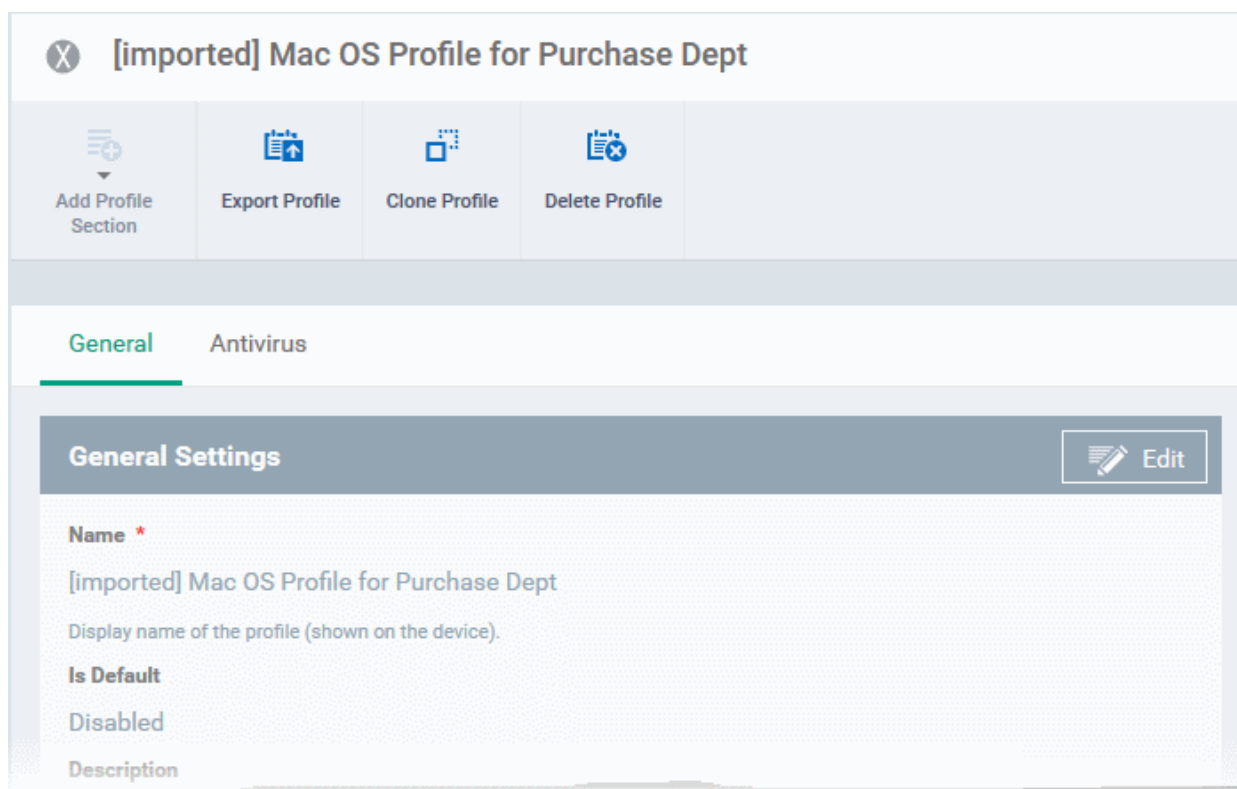 [imported] Mac OS Profile for Purchase Dept
Add Profile
Section
Export Profile
Clone Profile
Delete Profile
General
Antivirus
General Settings
Edit
Name *
[imported] Mac OS Profile for Purchase Dept
Display name of the profile (shown on the device).
Is Default
Disabled
Description